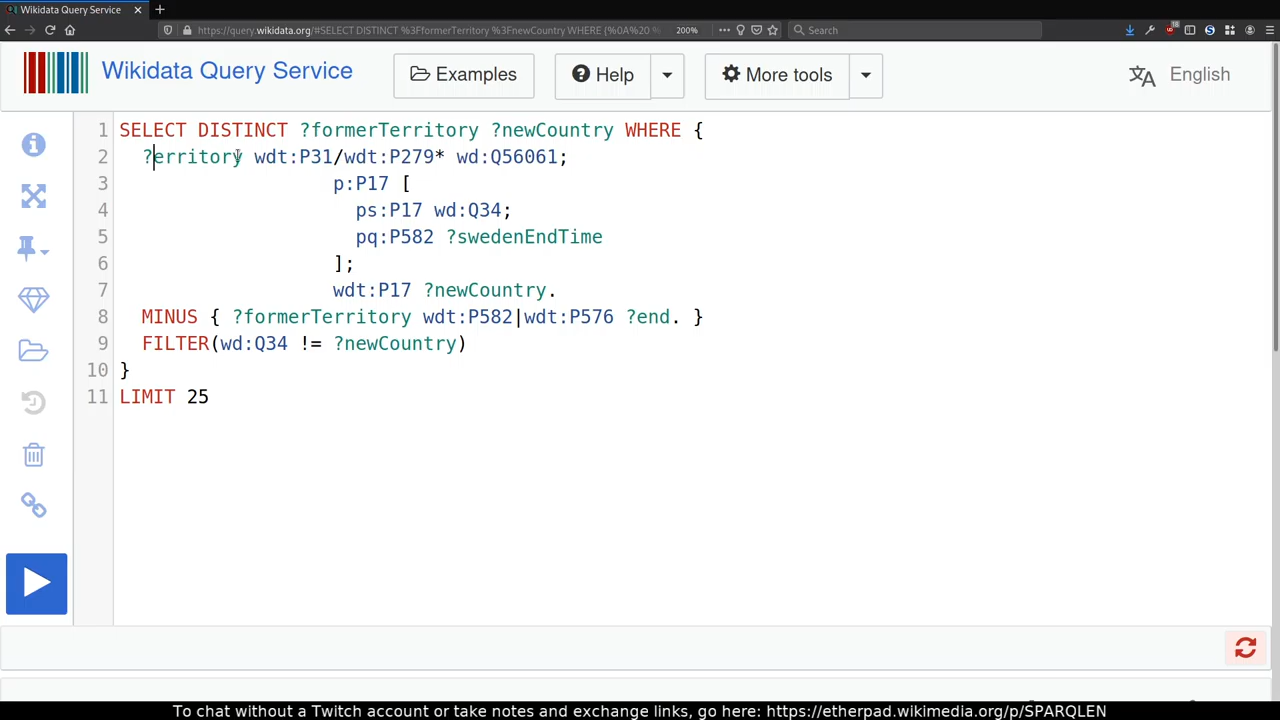 Wikidata Query Service
https://query.wikidata.org/#SELECT DISTINCT %3FformerTerritory %3FnewCountry WHERE {%0A%20 %
200%
Search
18
Wikidata Query Service
Examples
Help
More tools
English
1 SELECT DISTINCT ?formerTerritory ?newCountry WHERE {
2 ?erritory wdt:P31/wdt:P279* wd:Q56061;
3 p:P17 [
4 ps:P17 wd:Q34;
5 pq:P582 ?swedenEndTime
6 ];
7 wdt:P17 ?newCountry.
8 MINUS { ?formerTerritory wdt:P582|wdt:P576 ?end. }
9 FILTER(wd:Q34 != ?newCountry)
10 }
11 LIMIT 25
To chat without a Twitch account or take notes and exchange links, go here: https://etherpad.wikimedia.org/p/SPARQLEN